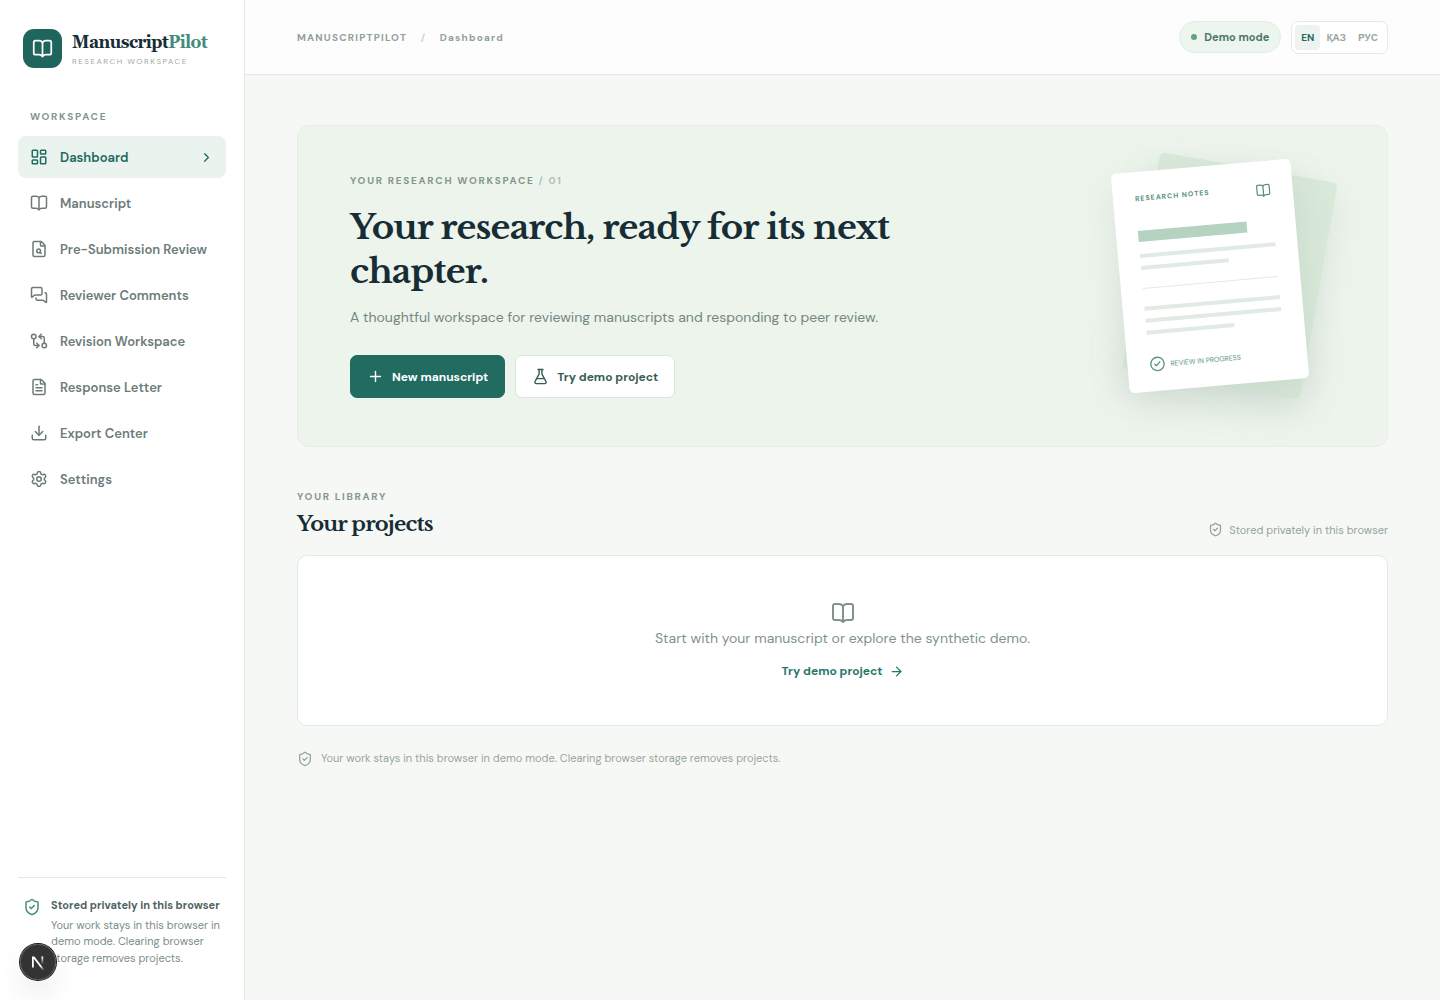 ManuscriptPilot
RESEARCH WORKSPACE
WORKSPACE
Dashboard
Manuscript
Pre-Submission Review
Reviewer Comments
Revision Workspace
Response Letter
Export Center
Settings
Stored privately in this browser
Your work stays in this browser in
demo mode. Clearing browser
storage removes projects.
N
MANUSCRIPTPILOT / Dashboard
Demo mode
EN ҚАЗ РУС
YOUR RESEARCH WORKSPACE / 01
Your research, ready for its next
chapter.
A thoughtful workspace for reviewing manuscripts and responding to peer review.
New manuscript
Try demo project
RESEARCH NOTES
REVIEW IN PROGRESS
YOUR LIBRARY
Your projects
Stored privately in this browser
Start with your manuscript or explore the synthetic demo.
Try demo project
Your work stays in this browser in demo mode. Clearing browser storage removes projects.